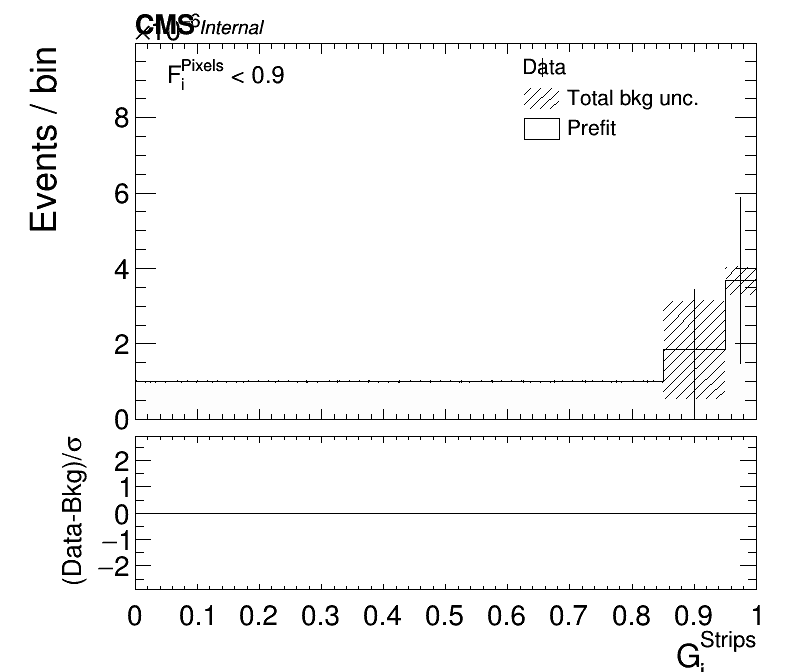 CMS Internal
×10⁻⁶
F_i^Pixels < 0.9
Data
Total bkg unc.
Prefit
Events / bin
8
6
4
2
0
(Data-Bkg)/σ
2
1
0
−1
−2
0 0.1 0.2 0.3 0.4 0.5 0.6 0.7 0.8 0.9 1
G_i^Strips